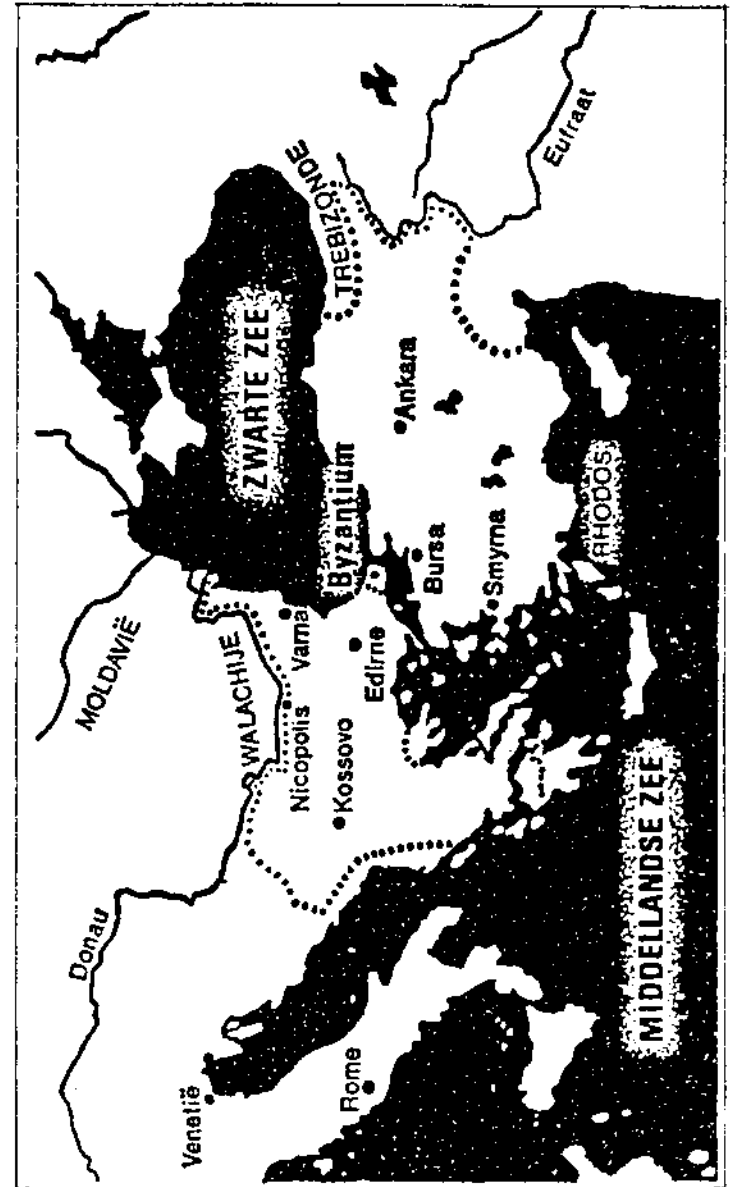 Donau
MOLDAVIË
Venetië
WALACHIJE
ZWARTE ZEE
TREBIZONDE
Nicopolis
Varna
Kossovo
Byzantium
Edirne
Rome
Ankara
Bursa
Smyrna
Eufraat
RHODOS
MIDDELLANDSE ZEE